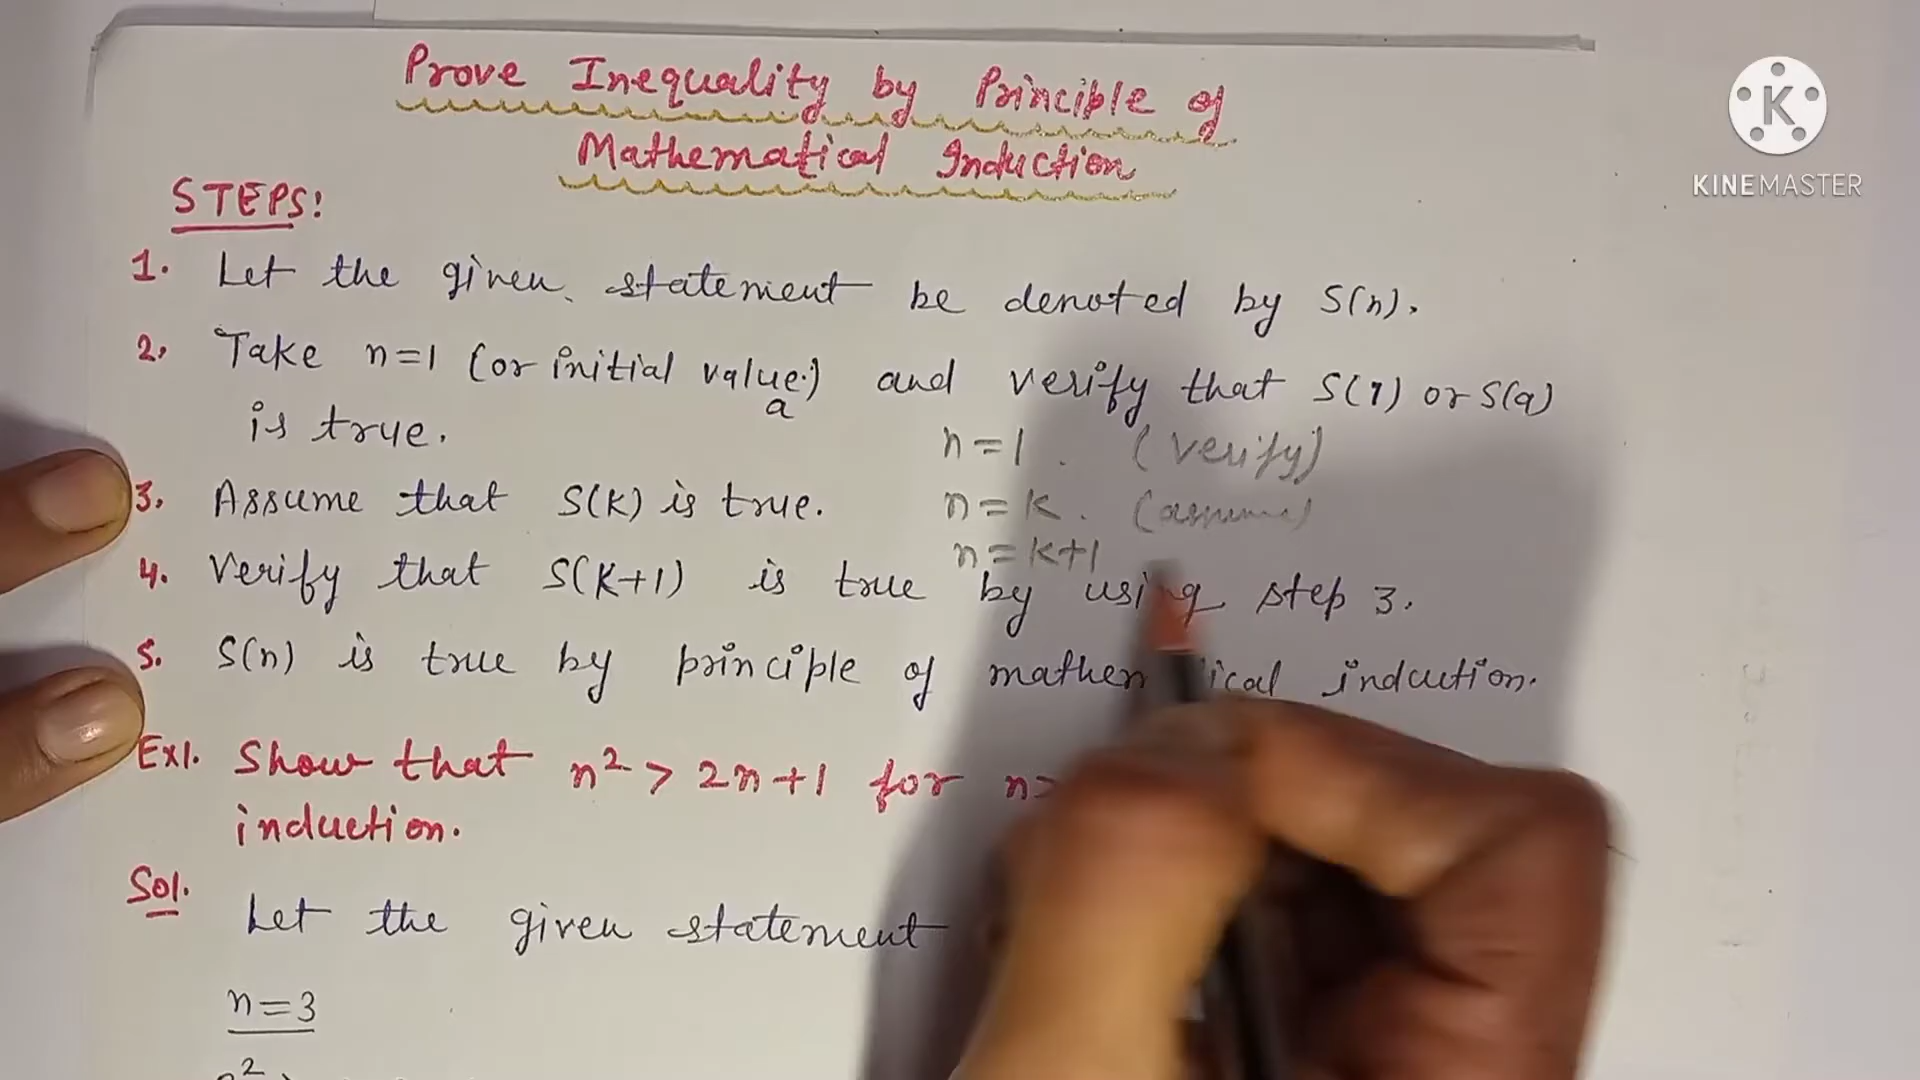 Prove Inequality by Principle of
Mathematical Induction
K
KINEMASTER
STEPS:
1. Let the given statement be denoted by S(n).
2. Take n=1 (or initial value.) and verify that S(1) or S(a)
a
is true.
n=1. (verify)
3. Assume that S(K) is true.
n=k. (assume)
n=k+1
4. Verify that S(K+1) is true by using step 3.
5. S(n) is true by principle of mathematical induction.
Ex1. Show that n² > 2n+1 for n
induction.
Sol.
Let the given statement
n=3